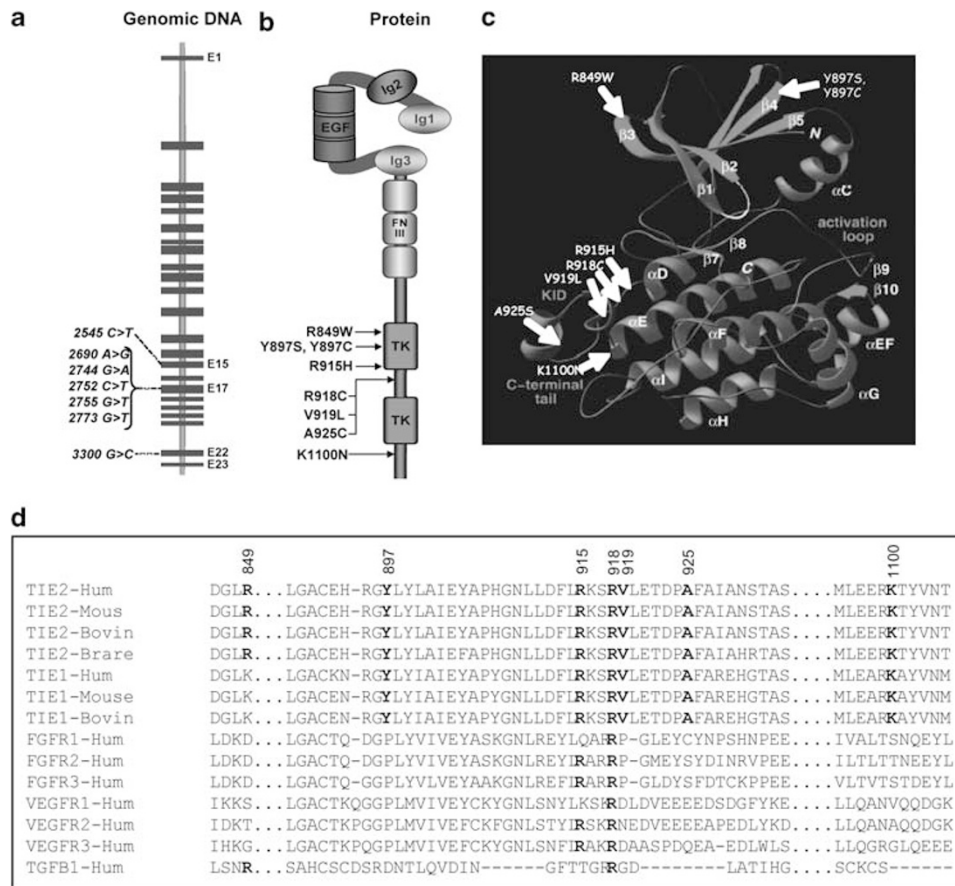 a
Genomic DNA
E1
2545 C>T
2690 A>G
2744 G>A
2752 C>T
2755 G>T
2773 G>T
3300 G>C
E15
E17
E22
E23
b
Protein
Ig2
Ig1
EGF
Ig3
FN
III
R849W
Y897S, Y897C
TK
R915H
R918C
V919L
A925C
TK
K1100N
c
R849W
Y897S,
Y897C
β4
β3
β5
N
β2
β1
αC
activation
loop
β8
R915H
R918C
V919L
αD
β7
C
β9
β10
KID
A925S
αE
αF
αEF
K1100N
C-terminal
tail
αI
αG
αH
d
849 897 915 918 919 925 1100
TIE2-Hum DGLR...LGACEH-RGYLYLAIEYAPHGNLLDFLRKSRVLETDPAFAIANSTAS....MLEERKTYVNT
TIE2-Mous DGLR...LGACEH-RGYLYLAIEYAPHGNLLDFLRKSRVLETDPAFAIANSTAS....MLEERKTYVNT
TIE2-Bovin DGLR...LGACEH-RGYLYLAIEYAPHGNLLDFLRKSRVLETDPAFAIANSTAS....MLEERKTYVNT
TIE2-Brare DGLR...LGACEH-RGYLYLAIEFAPHGNLLDFLRKSRVLETDPAFAIAHRTAS....MLEERKTYVNT
TIE1-Hum DGLK...LGACKN-RGYLYIAIEYAPYGNLLDFLRKSRVLETDPAFAREHGTAS....MLEARKAYVNM
TIE1-Mouse DGLK...LGACEN-RGYLYIAIEYAPYGNLLDFLRKSRVLETDPAFAREHGTAS....MLEARKAYVNM
TIE1-Bovin DGLK...LGACEN-RGYLYIAIEYAPYGNLLDFLRKSRVLETDPAFAREHGTAS....MLEARKAYVNM
FGFR1-Hum LDKD...LGACTQ-DGPLYVIVEYASKGNLREYLQARRP-GLEYCYNPSHNPEE....IVALTSNQEYL
FGFR2-Hum LDKD...LGACTQ-DGPLYVIVEYASKGNLREYLRARRP-GMEYSYDINRVPEE....ILTLTTNEEYL
FGFR3-Hum LDKD...LGACTQ-GGPLYVLVEYAAKGNLREFLRARRP-PGLDYSFDTCKPPEE....VLTVTSTDEYL
VEGFR1-Hum IKKS...LGACTKQGGPLMVIVEYCKYGNLSNYLKSKRDLDVEEEEDSDGFYKE....LLQANVQQDGK
VEGFR2-Hum IDKT...LGACTKPGGPLMVIVEFCKFGNLSTYLRSKRNEDVEEEEAPEDLYKD....LLQANAQQDGK
VEGFR3-Hum IHKG...LGACTKPQGPLMVIVEFCKYGNLSNFLRAKRDAASPDQEA-EDLWLS....LLQGRGLQEEE
TGFB1-Hum LSNR...SAHCSCDSRDNTLQVDIN------GFTTGRRGD------LATIHG....SCKCS-------